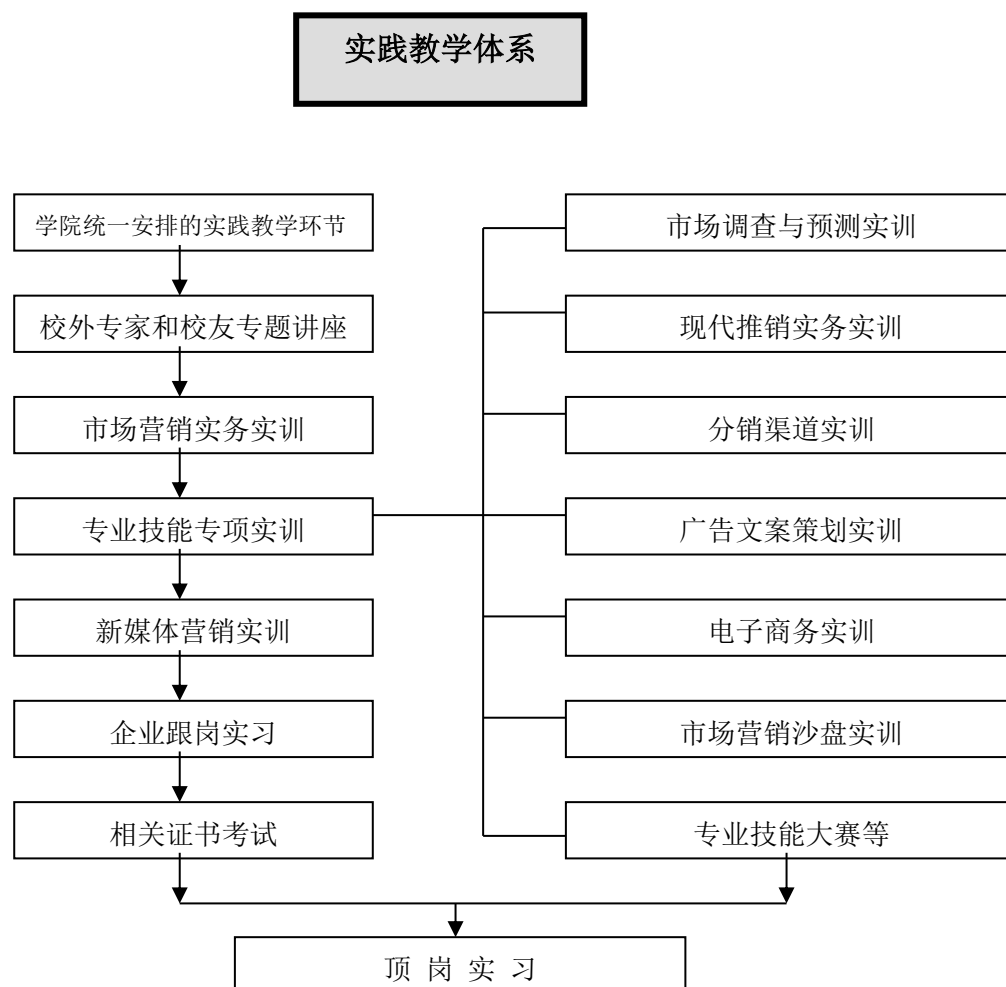 实践教学体系
学院统一安排的实践教学环节
校外专家和校友专题讲座
市场营销实务实训
专业技能专项实训
新媒体营销实训
企业跟岗实习
相关证书考试
市场调查与预测实训
现代推销实务实训
分销渠道实训
广告文案策划实训
电子商务实训
市场营销沙盘实训
专业技能大赛等
顶 岗 实 习